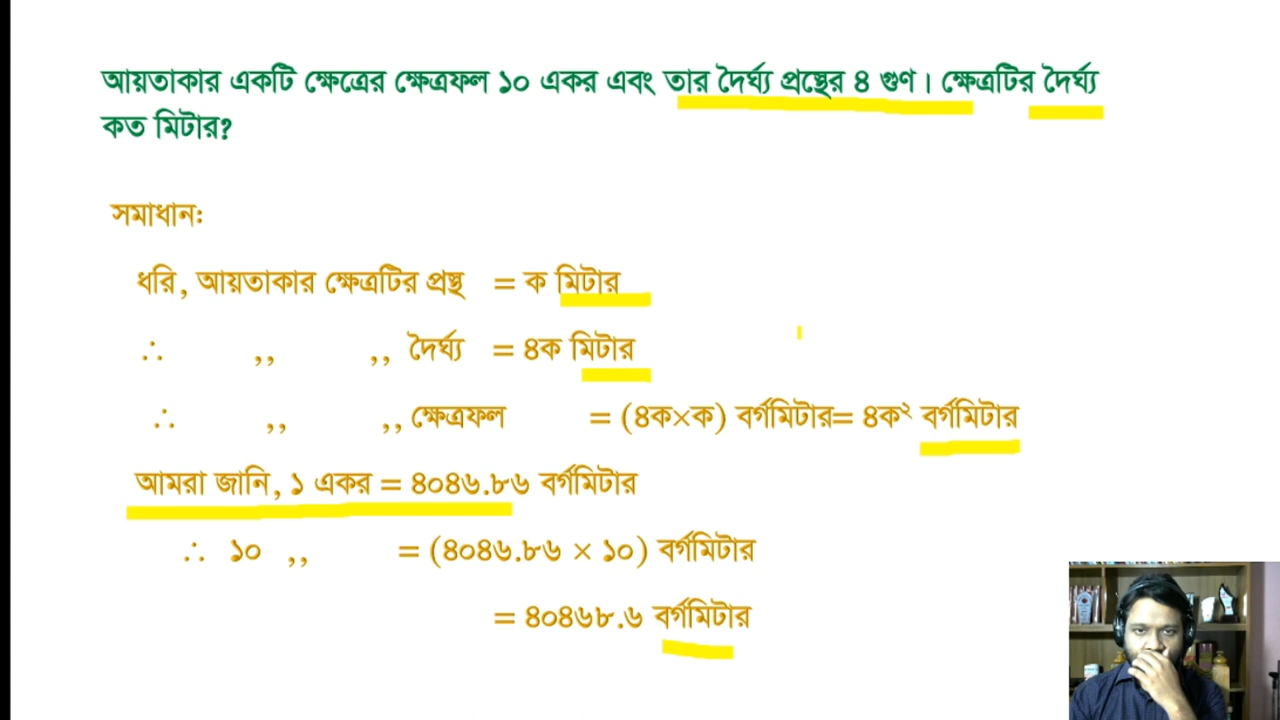 আয়তাকার একটি ক্ষেত্রের ক্ষেত্রফল ১০ একর এবং তার দৈর্ঘ্য প্রস্থের ৪ গুণ। ক্ষেত্রটির দৈর্ঘ্য
কত মিটার?
সমাধান:
ধরি, আয়তাকার ক্ষেত্রটির প্রস্থ = ক মিটার
∴ ,, ,, দৈর্ঘ্য = ৪ক মিটার
∴ ,, ,, ক্ষেত্রফল = (৪ক×ক) বর্গমিটার= ৪ক² বর্গমিটার
আমরা জানি, ১ একর = ৪০৪৬.৮৬ বর্গমিটার
∴ ১০ ,, = (৪০৪৬.৮৬ × ১০) বর্গমিটার
= ৪০৪৬৮.৬ বর্গমিটার